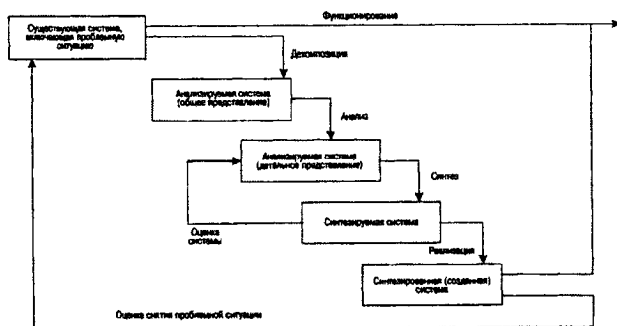 Функционирование
Существующая система,
включающая проблемную
ситуацию
Декомпозиция
Анализируемая система
(общее представление)
Анализ
Анализируемая система
(детальное представление)
Синтез
Оценка
системы
Синтезируемая система
Реализация
Синтезированная (созданная)
система
Оценка снятия проблемной ситуации